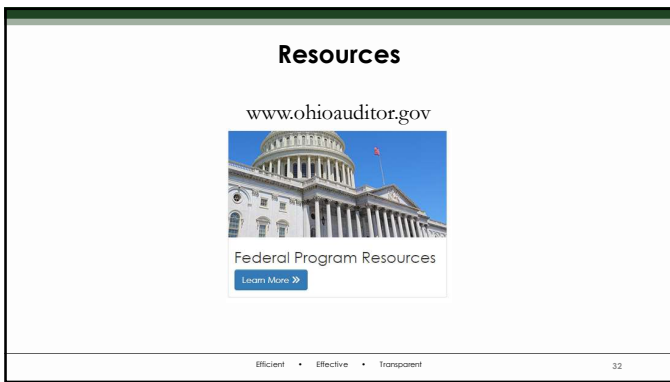 Resources
www.ohioauditor.gov
Federal Program Resources
Learn More »
Efficient • Effective • Transparent
32